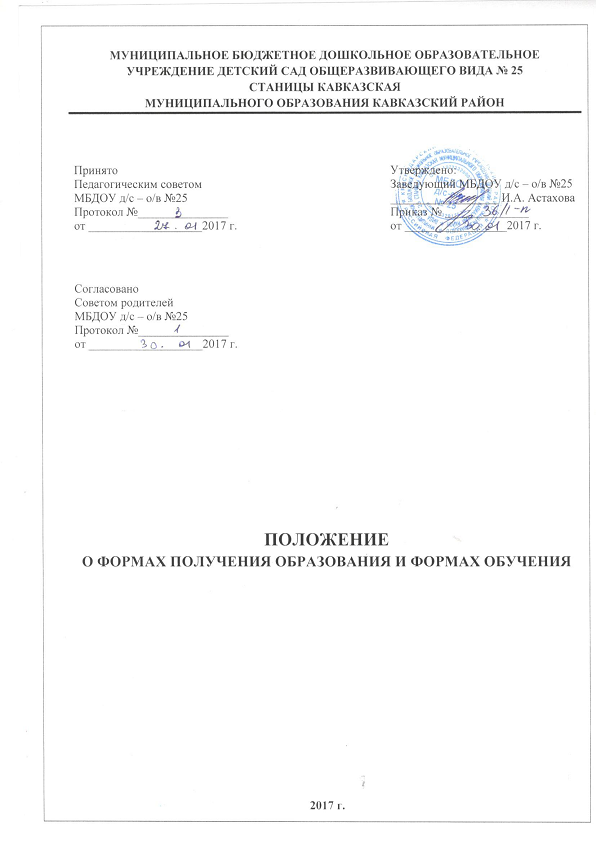 МУНИЦИПАЛЬНОЕ БЮДЖЕТНОЕ ДОШКОЛЬНОЕ ОБРАЗОВАТЕЛЬНОЕ
УЧРЕЖДЕНИЕ ДЕТСКИЙ САД ОБЩЕРАЗВИВАЮЩЕГО ВИДА № 25
СТАНИЦЫ КАВКАЗСКАЯ
МУНИЦИПАЛЬНОГО ОБРАЗОВАНИЯ КАВКАЗСКИЙ РАЙОН
Принято
Педагогическим советом
МБДОУ д/с – о/в №25
Протокол № 3
от 27. 01 2017 г.
Утверждено:
Заведующий МБДОУ д/с – о/в №25
И.А. Астахова
Приказ № 36/1-п
от 30.01 2017 г.
Согласовано
Советом родителей
МБДОУ д/с – о/в №25
Протокол № 1
от 30. 01 2017 г.
ПОЛОЖЕНИЕ
О ФОРМАХ ПОЛУЧЕНИЯ ОБРАЗОВАНИЯ И ФОРМАХ ОБУЧЕНИЯ
2017 г.